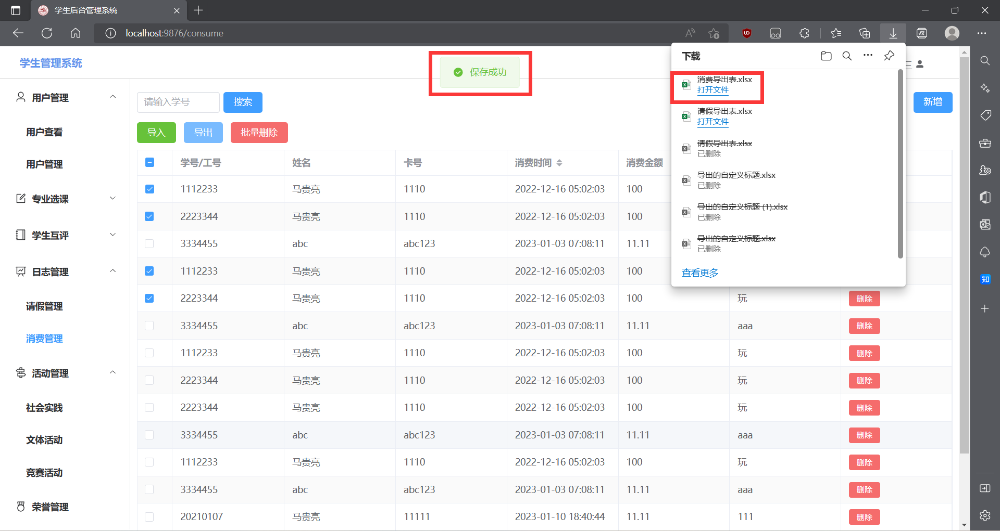 学生后台管理系统
localhost:9876/consume
学生管理系统
保存成功
用户管理
用户查看
用户管理
专业选课
学生互评
日志管理
请假管理
消费管理
活动管理
社会实践
文体活动
竞赛活动
荣誉管理
请输入学号 搜索 新增
导入 导出 批量删除
学号/工号 姓名 卡号 消费时间 消费金额
1112233 马贵亮 1110 2022-12-16 05:02:03 100
2223344 马贵亮 1110 2022-12-16 05:02:03 100
3334455 abc abc123 2023-01-03 07:08:11 11.11
1112233 马贵亮 1110 2022-12-16 05:02:03 100
2223344 马贵亮 1110 2022-12-16 05:02:03 100 玩 删除
3334455 abc abc123 2023-01-03 07:08:11 11.11 aaa 删除
1112233 马贵亮 1110 2022-12-16 05:02:03 100 玩 删除
2223344 马贵亮 1110 2022-12-16 05:02:03 100 玩 删除
2223344 马贵亮 1110 2022-12-16 05:02:03 100 玩 删除
3334455 abc abc123 2023-01-03 07:08:11 11.11 aaa 删除
1112233 马贵亮 1110 2022-12-16 05:02:03 100 玩 删除
3334455 abc abc123 2023-01-03 07:08:11 11.11 aaa 删除
20210107 马贵亮 11111 2023-01-10 18:40:44 11.11 111 删除
下载
消费导出表.xlsx
打开文件
请假导出表.xlsx
打开文件
请假导出表.xlsx
已删除
导出的自定义标题.xlsx
已删除
导出的自定义标题 (1).xlsx
已删除
导出的自定义标题.xlsx
已删除
查看更多
知